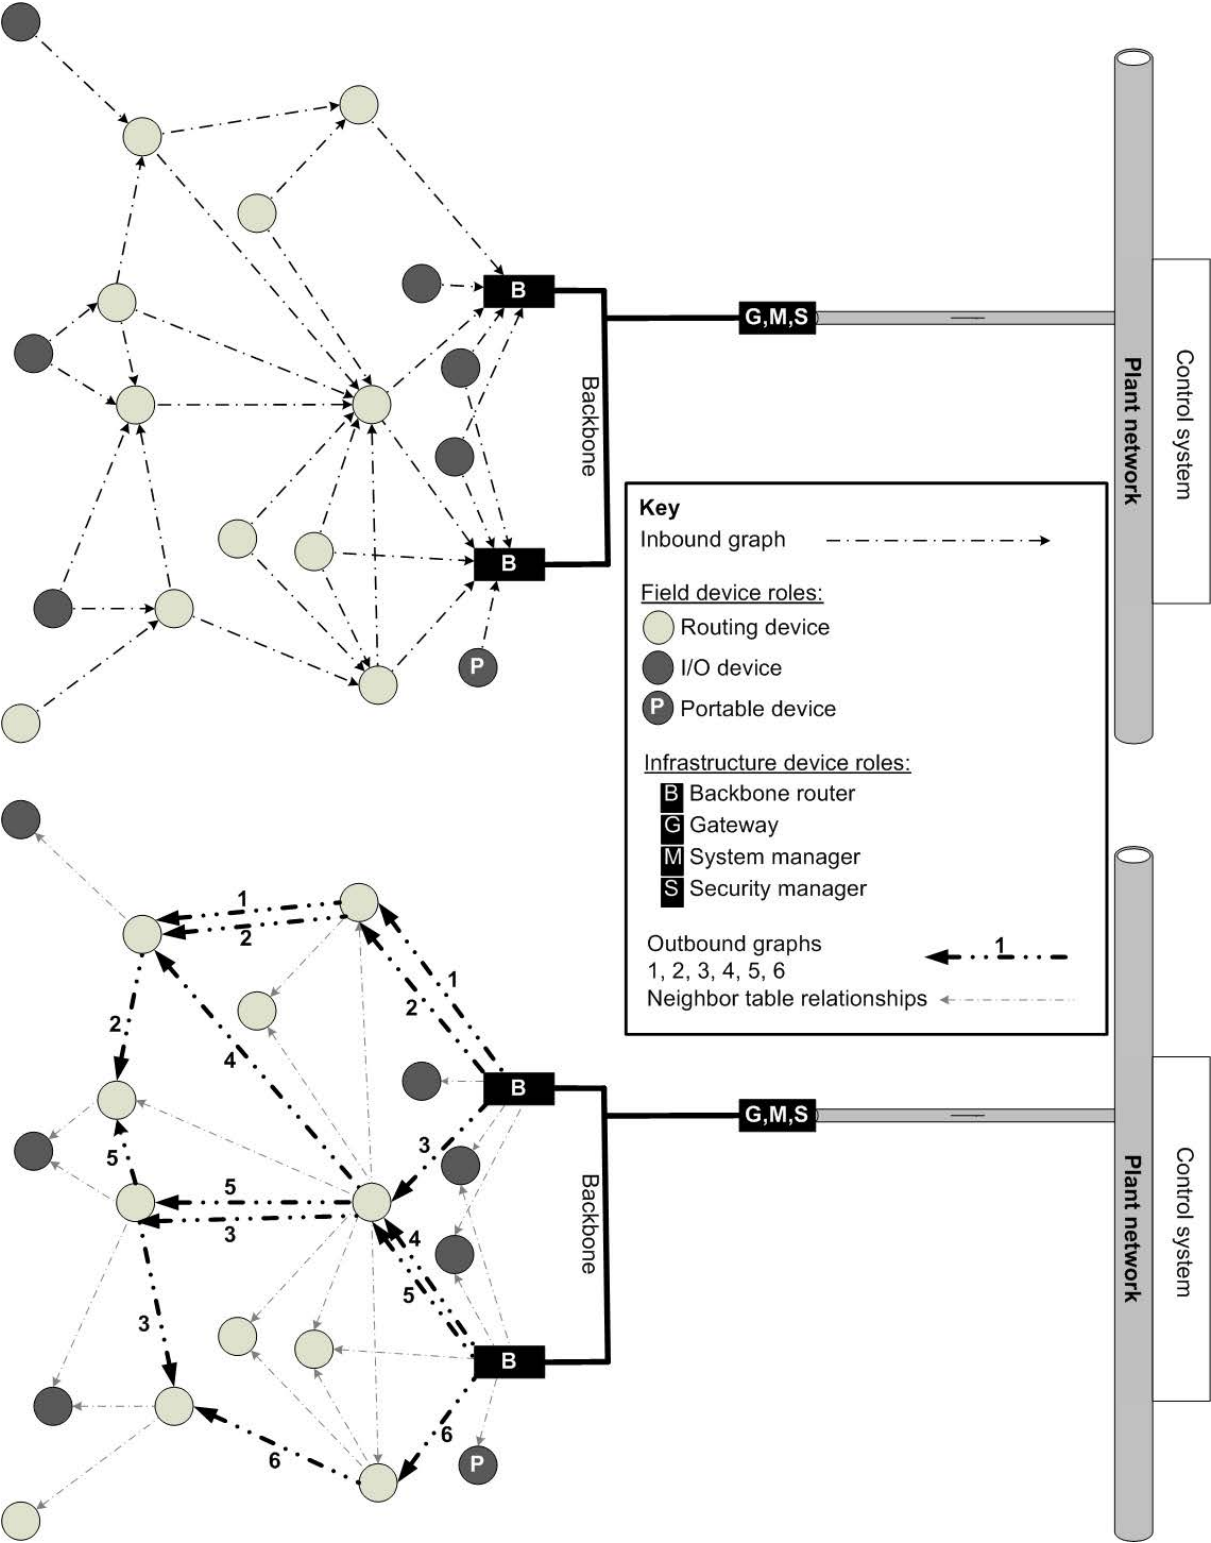 B
G,M,S
Backbone
Plant network
Control system
B
P
Key
Inbound graph
Field device roles:
Routing device
I/O device
P Portable device
Infrastructure device roles:
B Backbone router
G Gateway
M System manager
S Security manager
Outbound graphs
1
1, 2, 3, 4, 5, 6
Neighbor table relationships
1
2
1
2
2
4
B
G,M,S
3
5
5
3
4
5
Backbone
Plant network
Control system
3
B
6
6
P